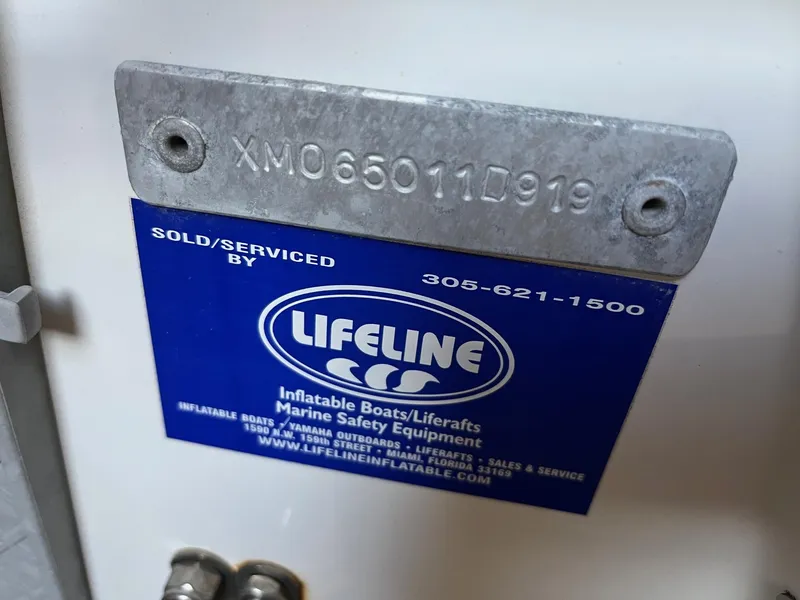 XMO65011D919
SOLD/SERVICED
BY
305-621-1500
LIFELINE
Inflatable Boats/Liferafts
Marine Safety Equipment
INFLATABLE BOATS • YAMAHA OUTBOARDS • LIFERAFTS • SALES & SERVICE
1590 N.W. 159th STREET • MIAMI, FLORIDA 33169
WWW.LIFELINEINFLATABLE.COM